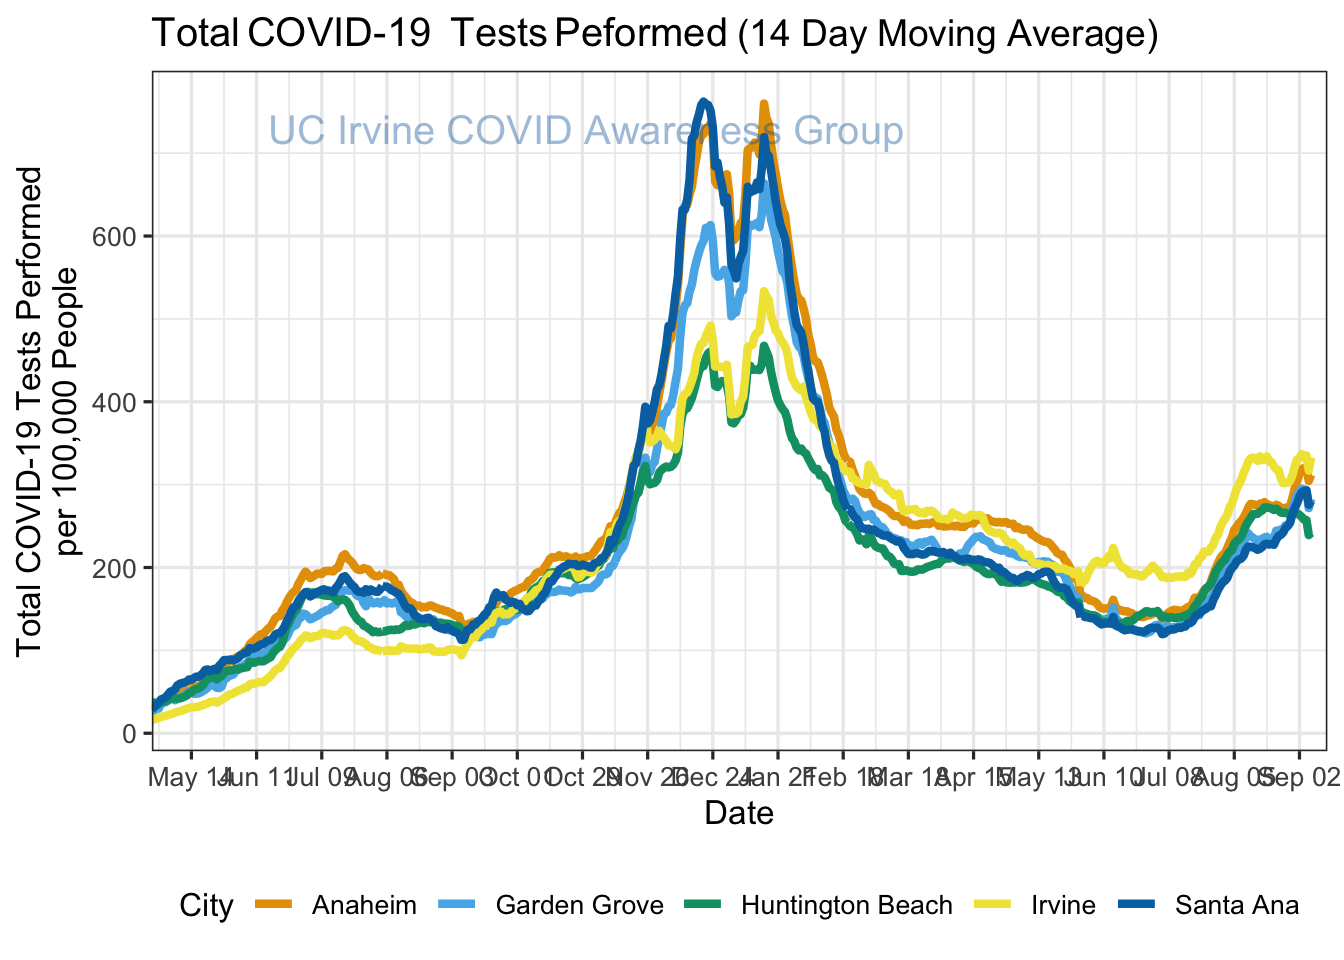 Total COVID-19  Tests Peformed (14 Day Moving Average)
UC Irvine COVID Awareness Group
Total COVID-19 Tests Performed
per 100,000 People
600
400
200
0
May 14 Jun 11 Jul 09 Aug 06 Sep 03 Oct 01 Oct 29 Nov 26 Dec 24 Jan 21 Feb 18 Mar 18 Apr 15 May 13 Jun 10 Jul 08 Aug 05 Sep 02
Date
City Anaheim Garden Grove Huntington Beach Irvine Santa Ana